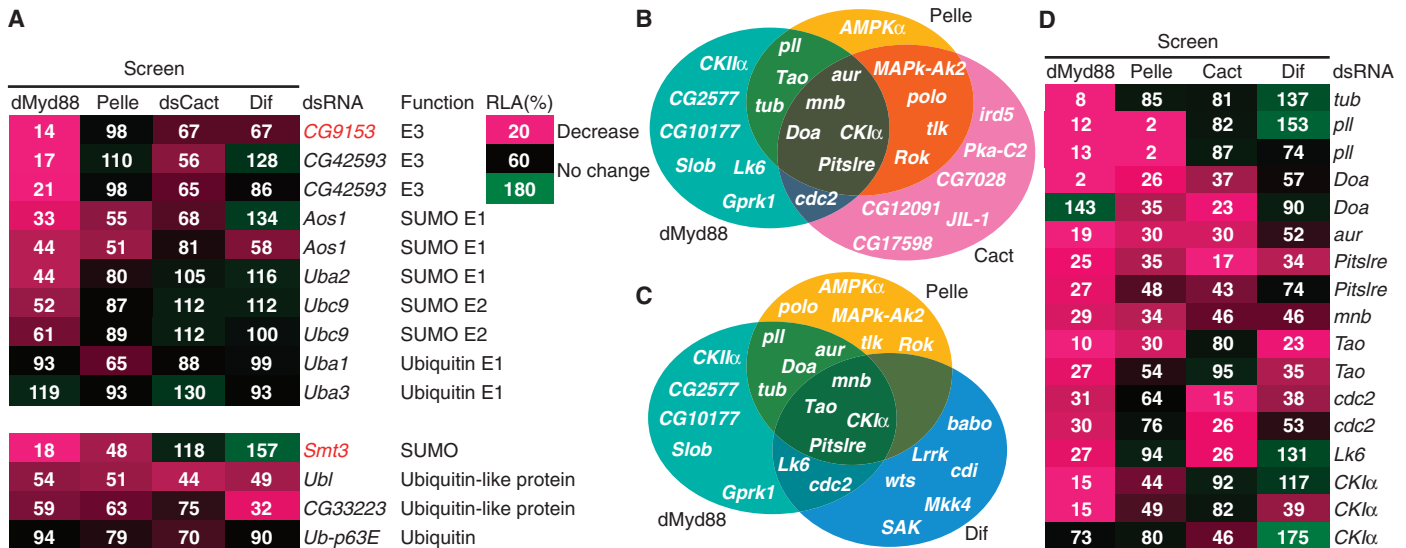 A
Screen
dMyd88 Pelle dsCact Dif dsRNA Function RLA(%)
14 98 67 67 CG9153 E3
17 110 56 128 CG42593 E3
21 98 65 86 CG42593 E3
33 55 68 134 Aos1 SUMO E1
44 51 81 58 Aos1 SUMO E1
44 80 105 116 Uba2 SUMO E1
52 87 112 112 Ubc9 SUMO E2
61 89 112 100 Ubc9 SUMO E2
93 65 88 99 Uba1 Ubiquitin E1
119 93 130 93 Uba3 Ubiquitin E1
18 48 118 157 Smt3 SUMO
54 51 44 49 Ubl Ubiquitin-like protein
59 63 75 32 CG33223 Ubiquitin-like protein
94 79 70 90 Ub-p63E Ubiquitin
20 Decrease
60 No change
180
B
Pelle
AMPKα
pll
CKIIα
Tao
aur
MAPk-Ak2
CG2577
tub
mnb
polo
ird5
CG10177
Doa
CKIα
tlk
Pka-C2
Slob
Lk6
Pitslre
Rok
CG7028
Gprk1
cdc2
CG12091
JIL-1
CG17598
dMyd88
Cact
C
Pelle
AMPKα
polo
MAPk-Ak2
pll
aur
tlk
Rok
CKIIα
Doa
CG2577
tub
mnb
CG10177
Tao
CKIα
babo
Slob
Pitslre
Lrrk
cdi
Lk6
wts
Gprk1
cdc2
Mkk4
SAK
dMyd88
Dif
D
Screen
dMyd88 Pelle Cact Dif dsRNA
8 85 81 137 tub
12 2 82 153 pll
13 2 87 74 pll
2 26 37 57 Doa
143 35 23 90 Doa
19 30 30 52 aur
25 35 17 34 Pitslre
27 48 43 74 Pitslre
29 34 46 46 mnb
10 30 80 23 Tao
27 54 95 35 Tao
31 64 15 38 cdc2
30 76 26 53 cdc2
27 94 26 131 Lk6
15 44 92 117 CKIα
15 49 82 39 CKIα
73 80 46 175 CKIα